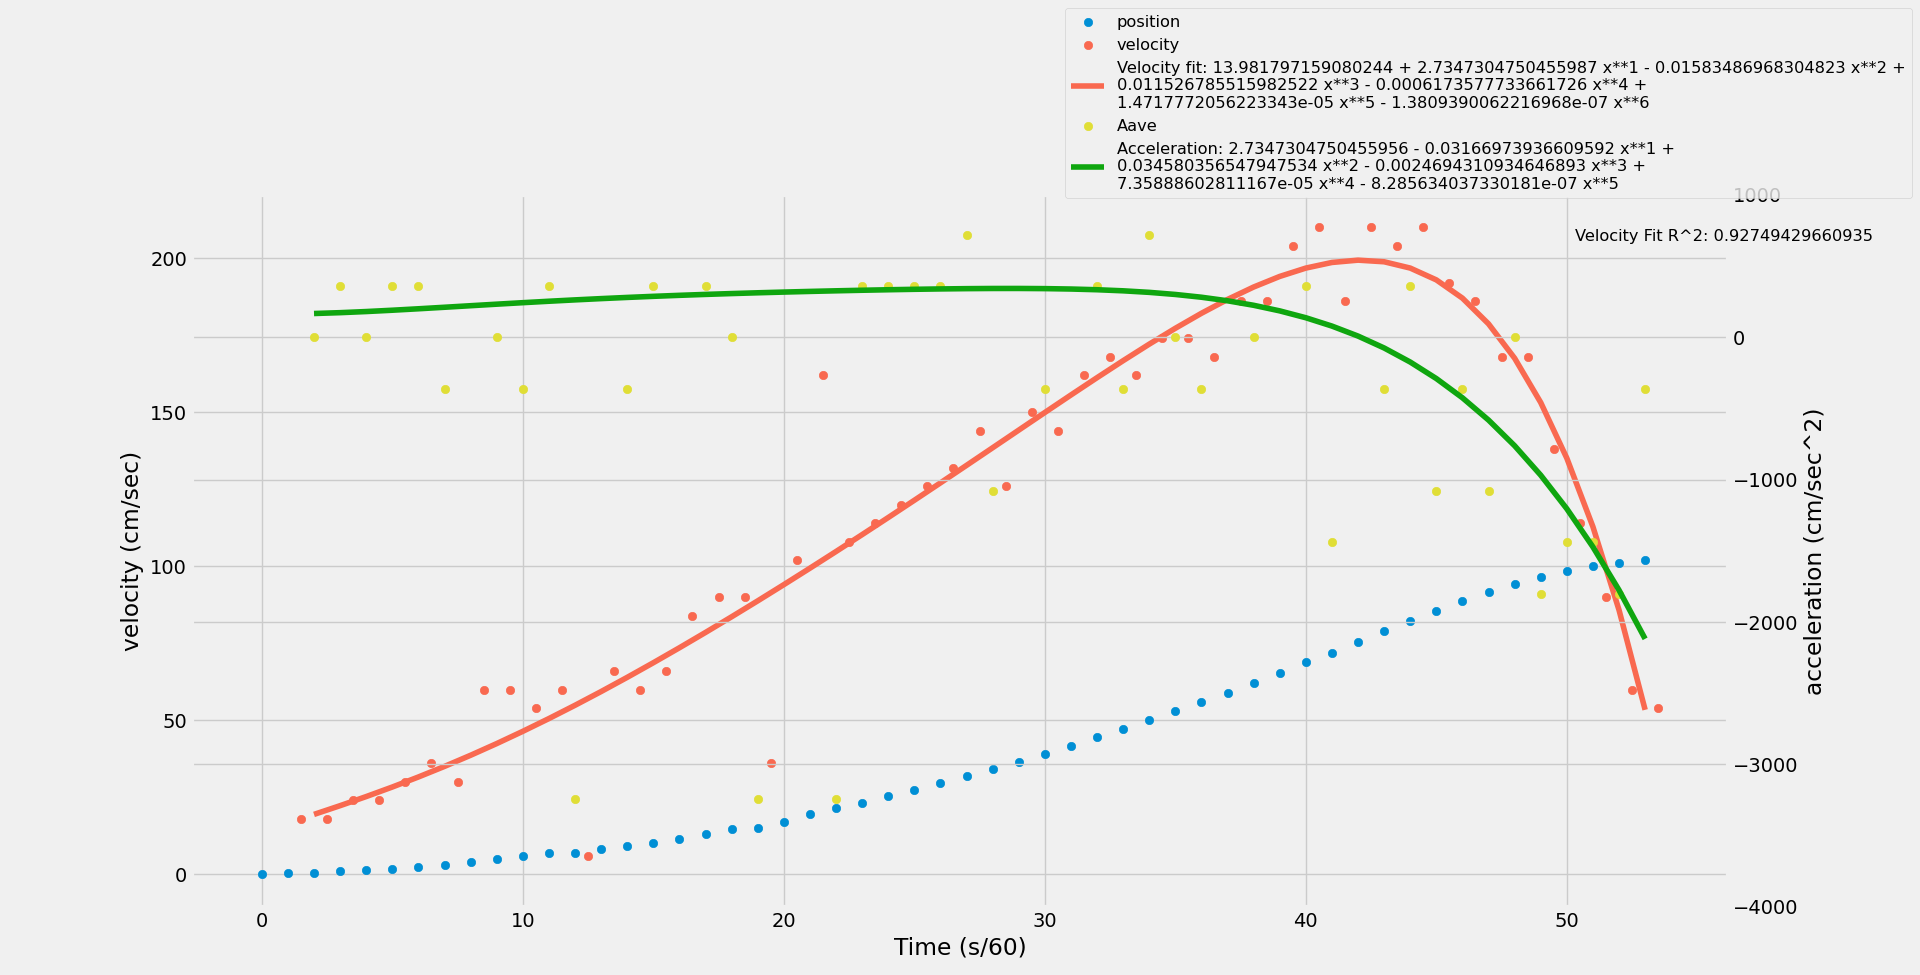 position
velocity
Velocity fit: 13.981797159080244 + 2.7347304750455987 x**1 - 0.01583486968304823 x**2 +
0.011526785515982522 x**3 - 0.0006173577733661726 x**4 +
1.4717772056223343e-05 x**5 - 1.3809390062216968e-07 x**6
Aave
Acceleration: 2.7347304750455956 - 0.03166973936609592 x**1 +
0.034580356547947534 x**2 - 0.0024694310934646893 x**3 +
7.35888602811167e-05 x**4 - 8.285634037330181e-07 x**5
1000
Velocity Fit R^2: 0.92749429660935
200
150
100
50
0
velocity (cm/sec)
0
−1000
−2000
−3000
−4000
acceleration (cm/sec^2)
0 10 20 30 40 50
Time (s/60)